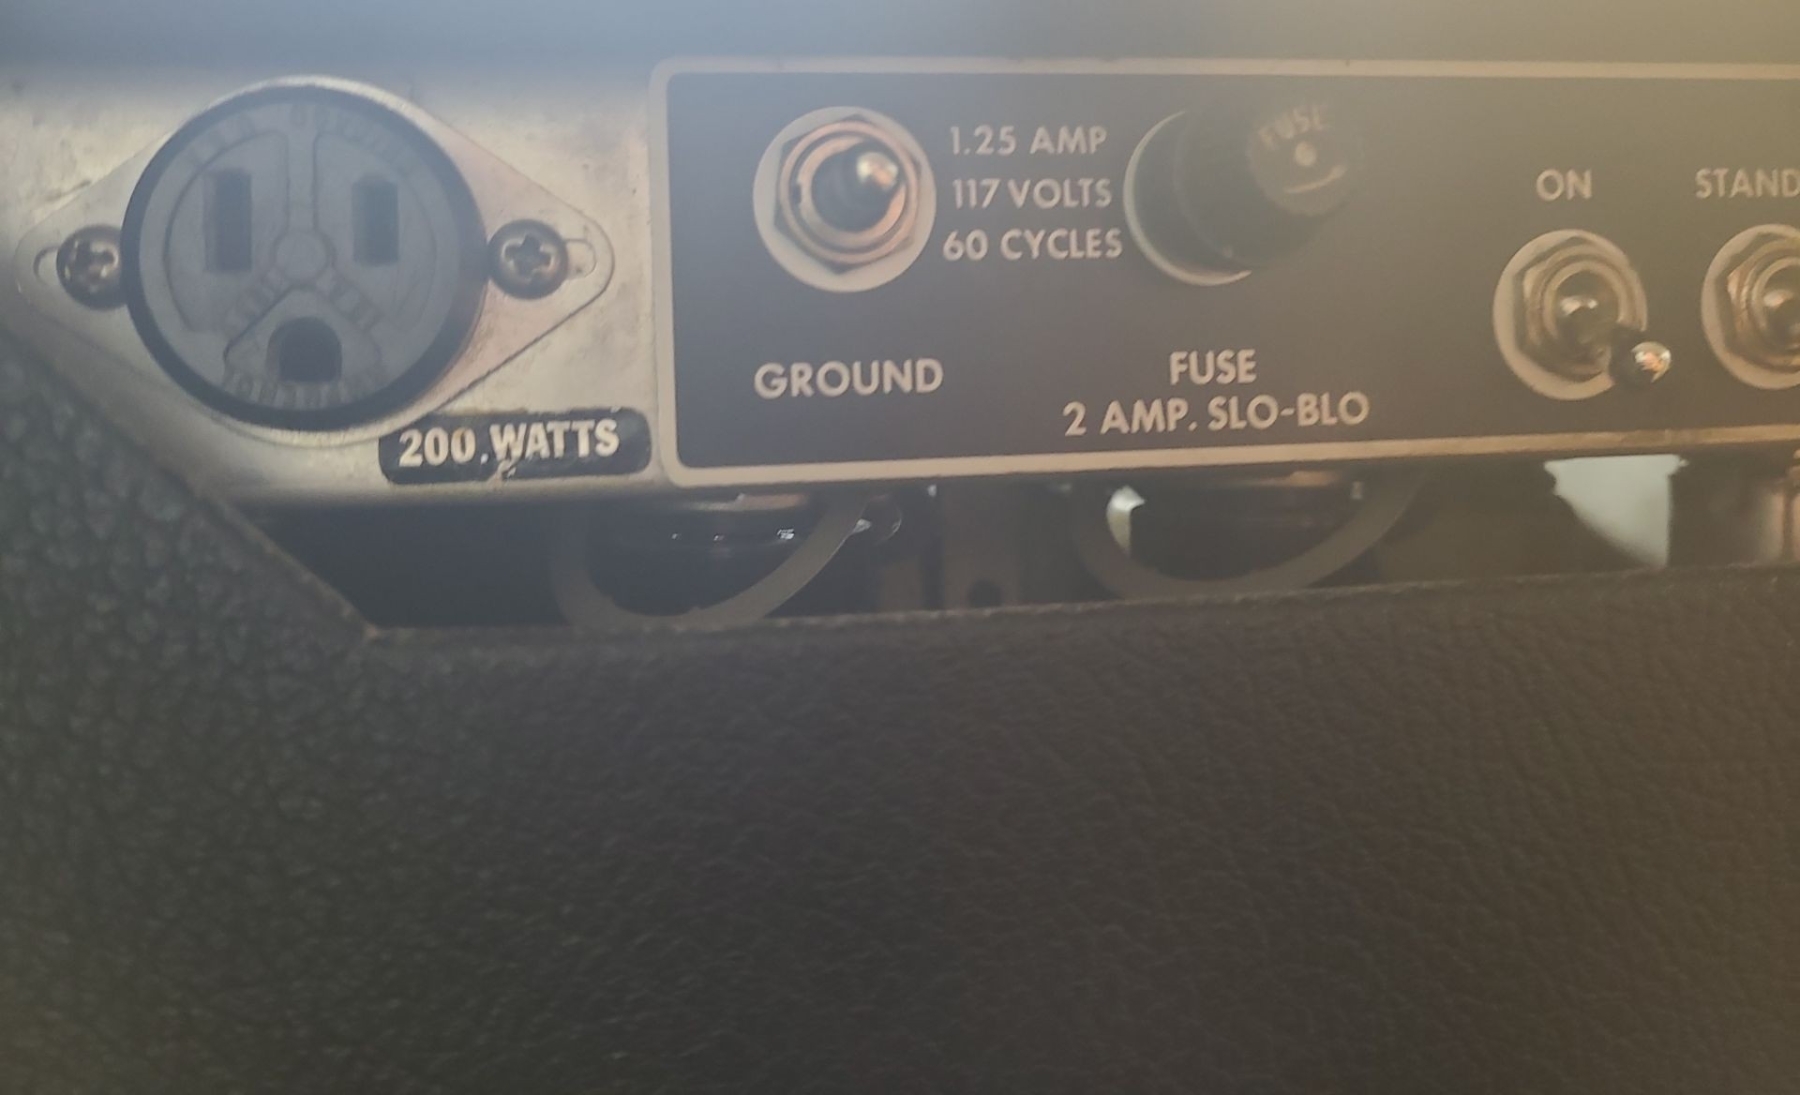 200.WATTS
1.25 AMP
117 VOLTS
60 CYCLES
GROUND
FUSE
FUSE
2 AMP. SLO-BLO
ON
STAND